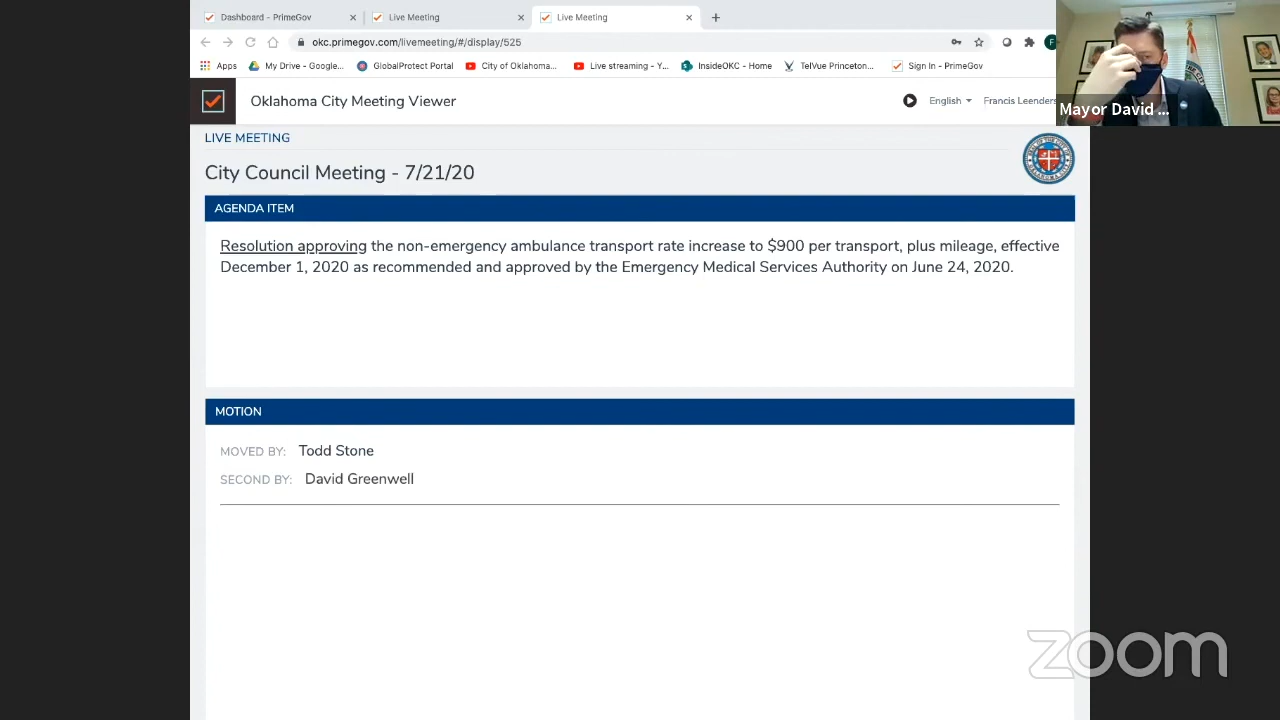 Dashboard - PrimeGov
Live Meeting
Live Meeting
okc.primegov.com/livemeeting/#/display/525
F
Apps
My Drive - Google...
GlobalProtect Portal
City of Oklahoma...
Live streaming - Y...
InsideOKC - Home
TelVue Princeton...
Sign In - PrimeGov
Oklahoma City Meeting Viewer
English
Francis Leenders
Mayor David ...
LIVE MEETING
City Council Meeting - 7/21/20
AGENDA ITEM
Resolution approving the non-emergency ambulance transport rate increase to $900 per transport, plus mileage, effective
December 1, 2020 as recommended and approved by the Emergency Medical Services Authority on June 24, 2020.
MOTION
MOVED BY: Todd Stone
SECOND BY: David Greenwell
zoom